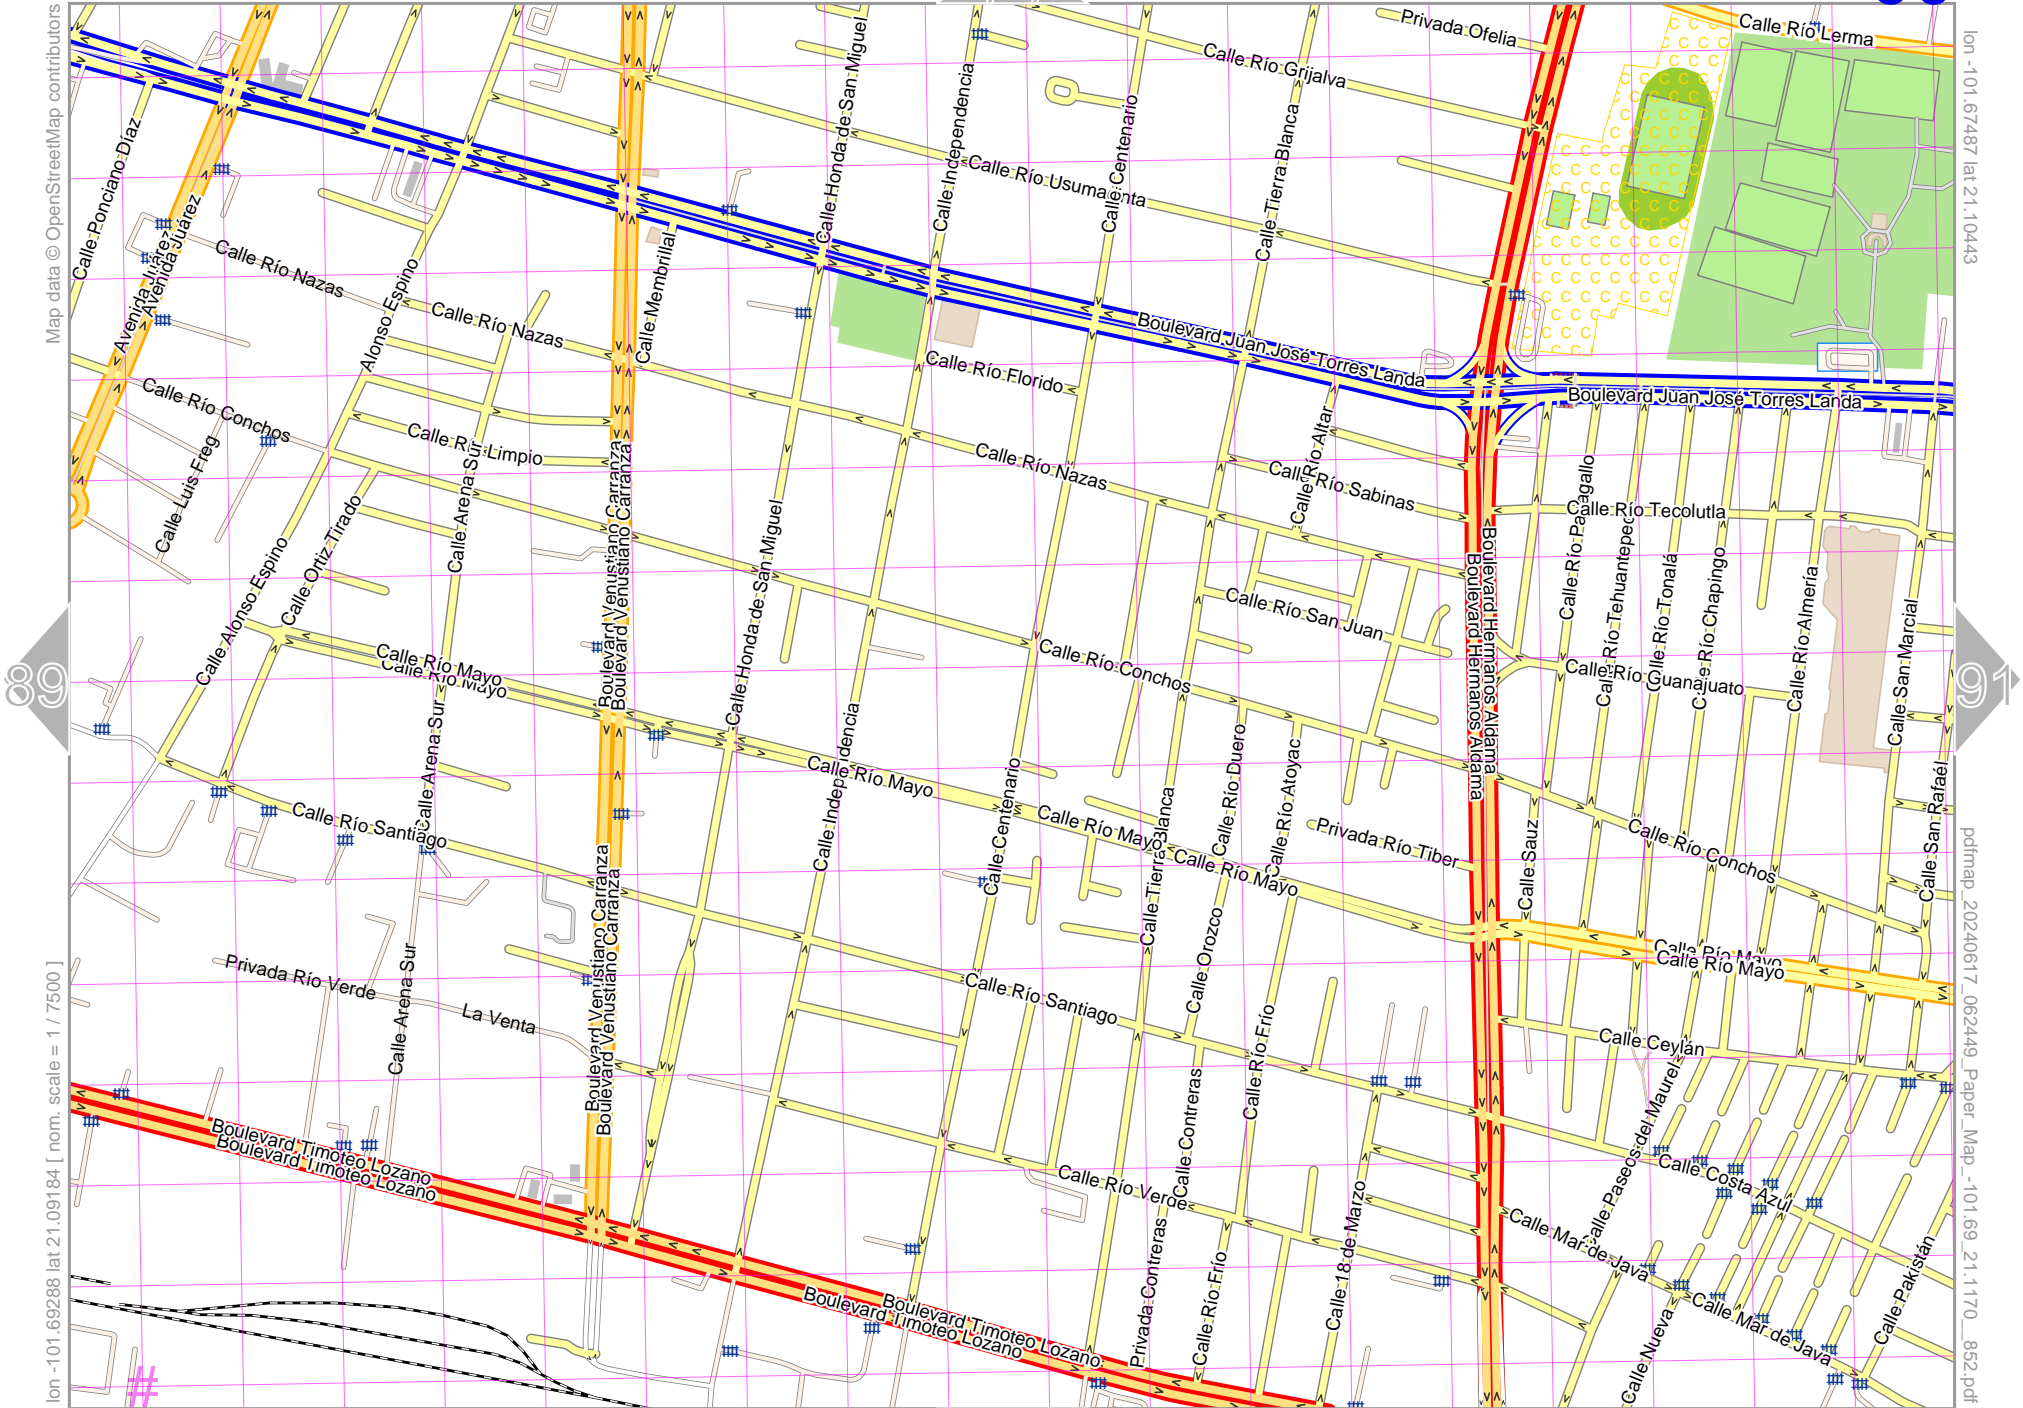 Map data © OpenStreetMap contributors
lon -101.69288 lat 21.09184 [ nom. scale = 1 / 7500 ]
lon -101.67487 lat 21.10443
pdfmap_20240617_062449_Paper_Map_-101.69_21.1170__852.pdf
89
91
#
Privada Ofelia
Calle Río Lerma
Calle Río Grijalva
Calle Honda de San Miguel
Calle Independencia
Calle Centenario
Calle Tierra Blanca
Calle Río Usumacinta
Calle Ponciano Díaz
Avenida Juárez
Avenida Juárez
Calle Río Nazas
Alonso Espino
Calle Río Nazas
Calle Membrillal
Boulevard Juan José Torres Landa
Boulevard Juan José Torres Landa
Calle Río Florido
Calle Río Conchos
Calle Luis Freg
Calle Río Limpio
Calle Arena Sur
Calle Río Nazas
Calle Río Altar
Calle Río Sabinas
Calle Río Tecolutla
Calle Río Papagallo
Calle Río Tehuantepec
Calle Río Tonalá
Calle Río Chapingo
Calle Río Almería
Calle San Marcial
Calle Alonso Espino
Calle Ortiz Tirado
Boulevard Venustiano Carranza
Boulevard Venustiano Carranza
Calle Honda de San Miguel
Calle Río San Juan
Boulevard Hermanos Aldama
Boulevard Hermanos Aldama
Calle Río Mayo
Calle Río Mayo
Calle Río Conchos
Calle Río Guanajuato
Calle Arena Sur
Calle Independencia
Calle Río Mayo
Calle Centenario
Calle Río Mayo
Calle Tierra Blanca
Calle Río Duero
Calle Río Atoyac
Calle Río Mayo
Privada Río Tiber
Calle Sauz
Calle Río Conchos
Calle San Rafaél
Calle Río Santiago
Boulevard Venustiano Carranza
Boulevard Venustiano Carranza
Calle Orozco
Calle Río Mayo
Calle Río Mayo
Privada Río Verde
Calle Arena Sur
La Venta
Calle Río Santiago
Calle Río Frío
Calle Ceylán
Calle Paseos del Maurel
Calle Contreras
Boulevard Timoteo Lozano
Boulevard Timoteo Lozano
Calle Río Verde
Calle Costa Azul
Calle Mar de Java
Privada Contreras
Calle Río Frío
Calle 18 de Marzo
Calle Pakistán
Calle Nueva
Calle Mar de Java
Boulevard Timoteo Lozano
Boulevard Timoteo Lozano